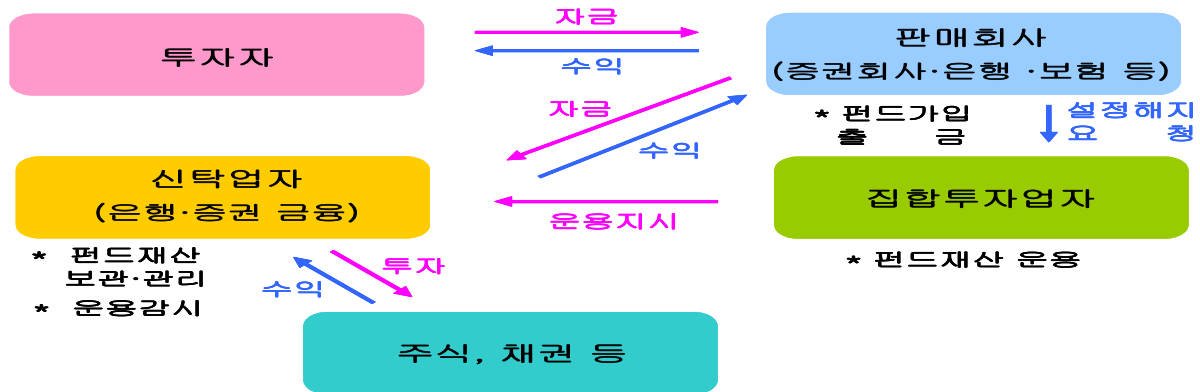 투자자
자금
수익
판매회사
(증권회사·은행 ·보험 등)
자금
수익
* 펀드가입
출 금
설정해지
요 청
신탁업자
(은행·증권 금융)
운용지시
집합투자업자
* 펀드재산
보관·관리
* 운용감시
투자
수익
* 펀드재산 운용
주식, 채권 등